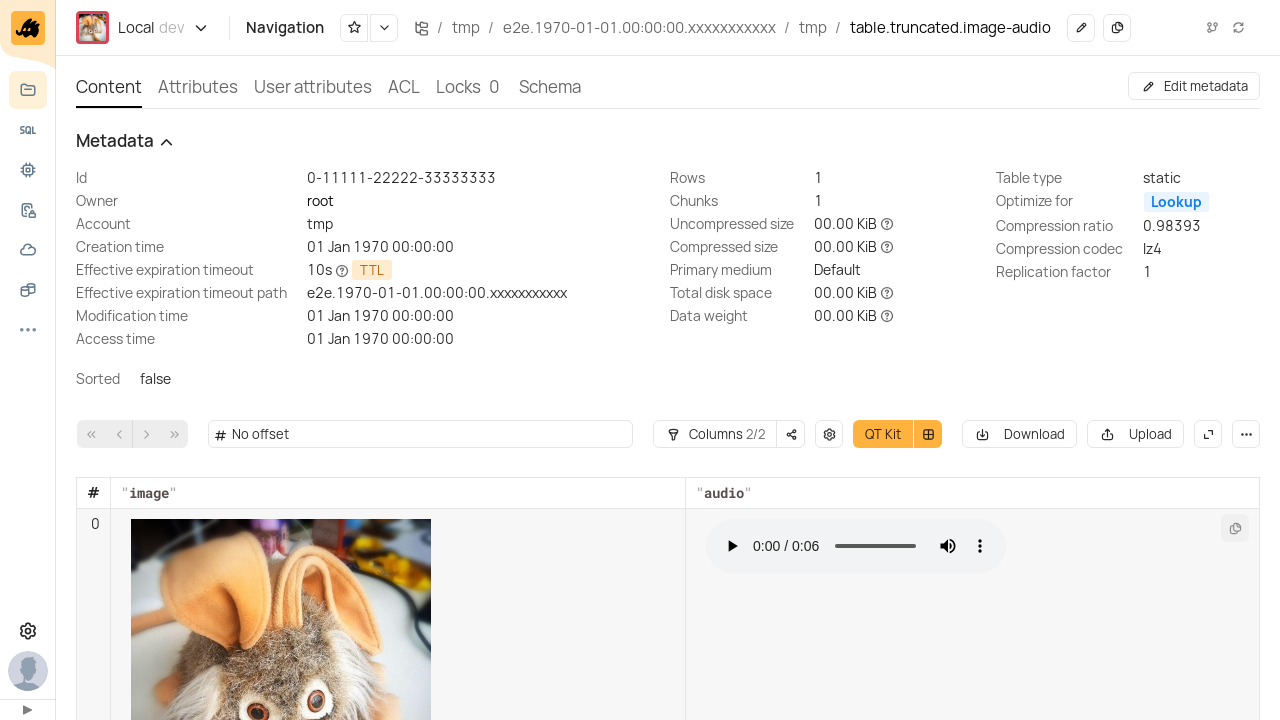 Local dev
Navigation
/ tmp / e2e.1970-01-01.00:00:00.xxxxxxxxxxx / tmp / table.truncated.image-audio
SQL
Content Attributes User attributes ACL Locks 0 Schema
Edit metadata
Metadata
Id 0-11111-22222-33333333
Owner root
Account tmp
Creation time 01 Jan 1970 00:00:00
Effective expiration timeout 10s TTL
Effective expiration timeout path e2e.1970-01-01.00:00:00.xxxxxxxxxxx
Modification time 01 Jan 1970 00:00:00
Access time 01 Jan 1970 00:00:00
Rows 1
Chunks 1
Uncompressed size 00.00 KiB
Compressed size 00.00 KiB
Primary medium Default
Total disk space 00.00 KiB
Data weight 00.00 KiB
Table type static
Optimize for Lookup
Compression ratio 0.98393
Compression codec lz4
Replication factor 1
Sorted false
# No offset
Columns 2/2
QT Kit
Download
Upload
# "image" "audio"
0
0:00 / 0:06